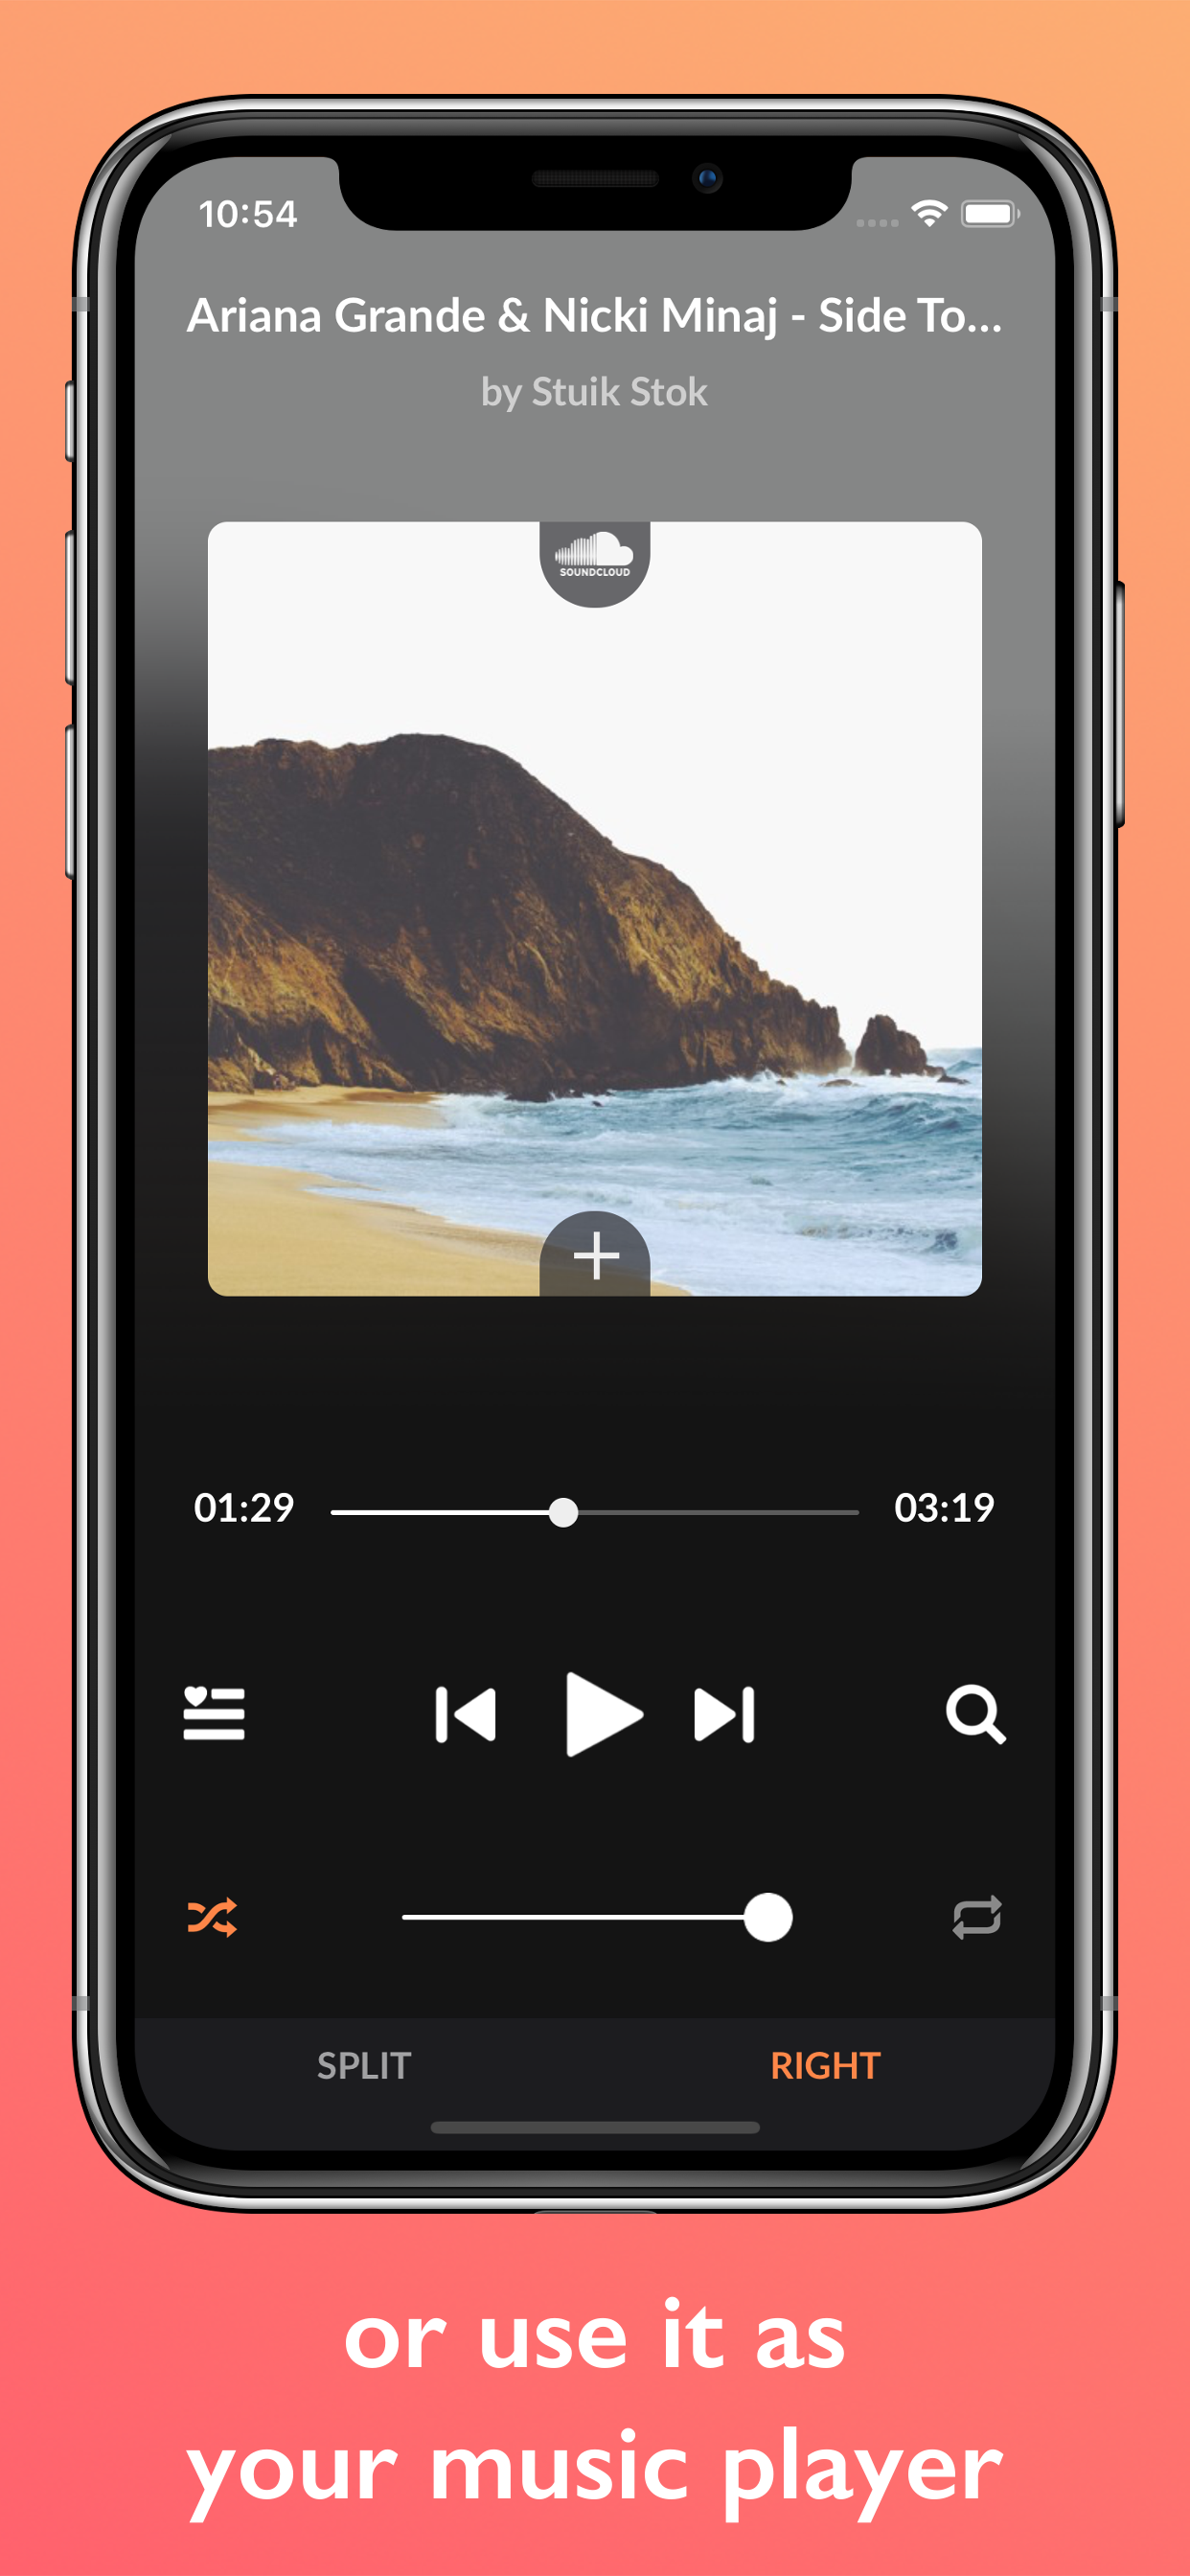 10:54
Ariana Grande & Nicki Minaj - Side To...
by Stuik Stok
SOUNDCLOUD
01:29
03:19
SPLIT
RIGHT
or use it as
your music player